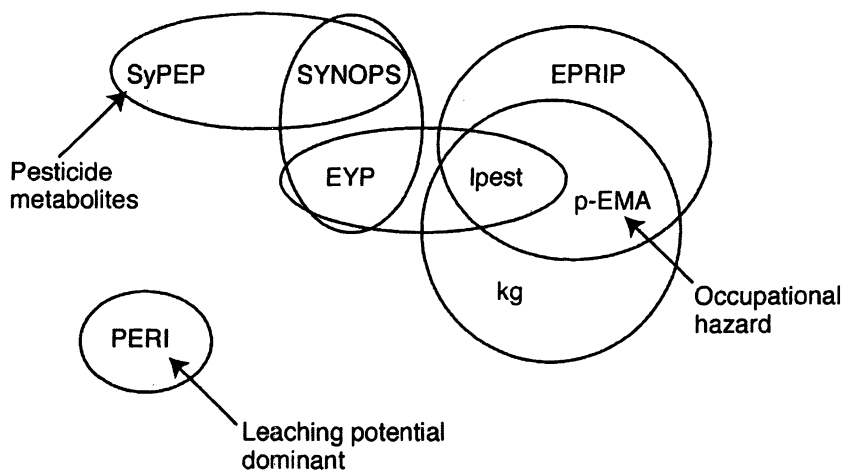 SyPEP
SYNOPS
EPRIP
Pesticide
metabolites
EYP
Ipest
p-EMA
kg
Occupational
hazard
PERI
Leaching potential
dominant